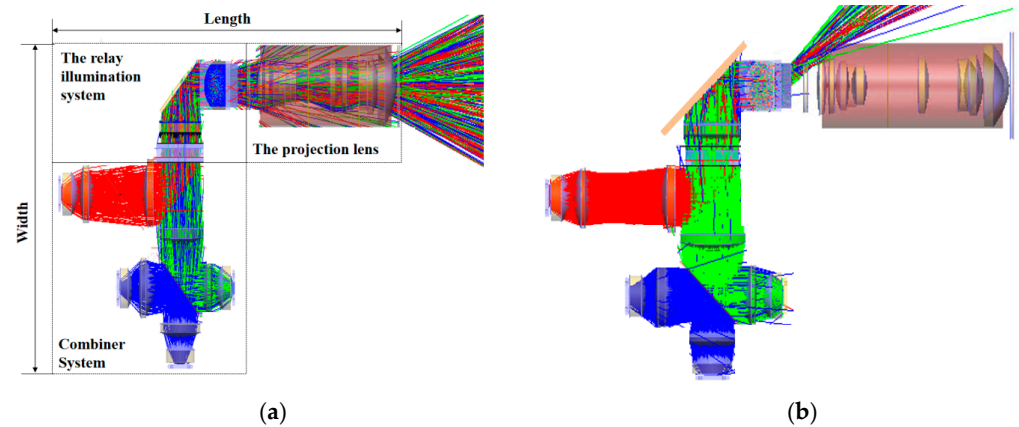 Length
The relay
illumination
system
The projection lens
Width
Combiner
System
(a)
(b)